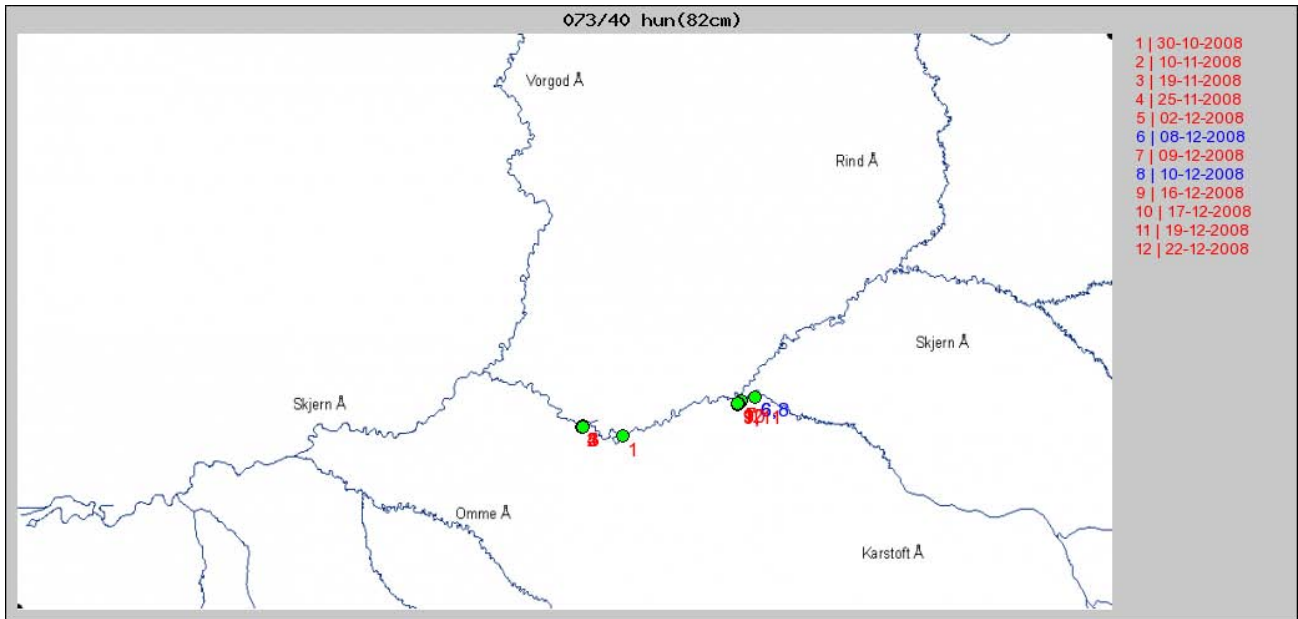 073/40 hun(82cm)
Vorgod Å
Rind Å
Skjern Å
Skjern Å
Omme Å
Karstoft Å
1
6,8
1 | 30-10-2008
2 | 10-11-2008
3 | 19-11-2008
4 | 25-11-2008
5 | 02-12-2008
6 | 08-12-2008
7 | 09-12-2008
8 | 10-12-2008
9 | 16-12-2008
10 | 17-12-2008
11 | 19-12-2008
12 | 22-12-2008